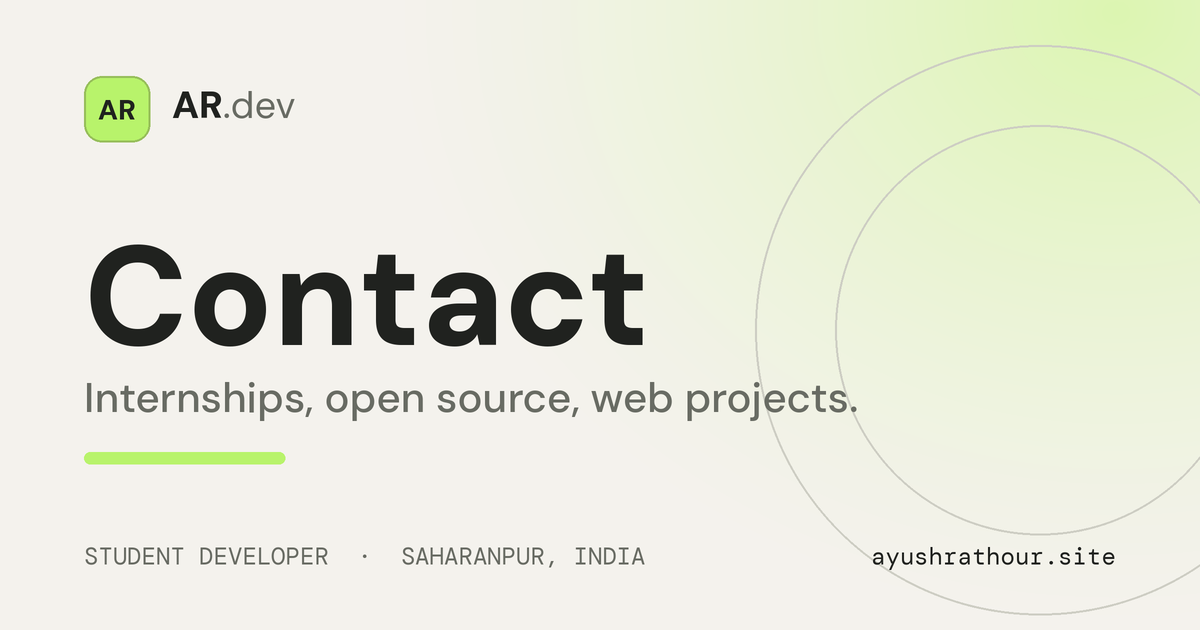 AR
AR.dev
Contact
Internships, open source, web projects.
STUDENT DEVELOPER · SAHARANPUR, INDIA
ayushrathour.site